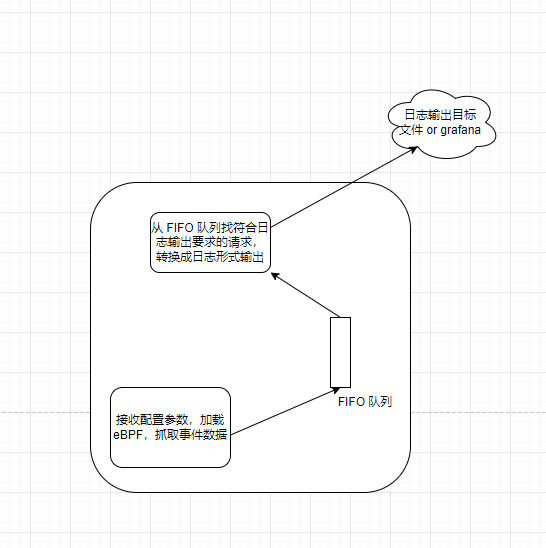 日志输出目标
文件 or grafana
从 FIFO 队列找符合日
志输出要求的请求，
转换成日志形式输出
FIFO 队列
接收配置参数，加载
eBPF，抓取事件数据